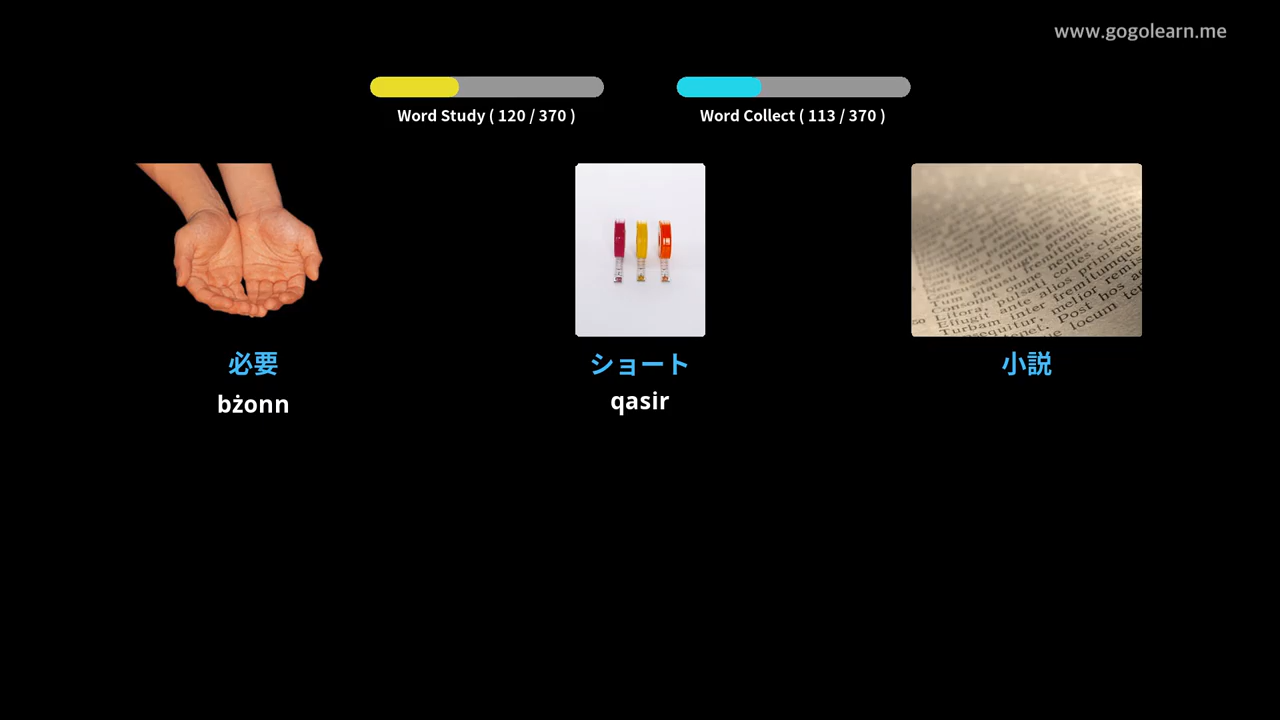 www.gogolearn.me
Word Study ( 120 / 370 )
Word Collect ( 113 / 370 )
必要
bżonn
ショート
qasir
小説